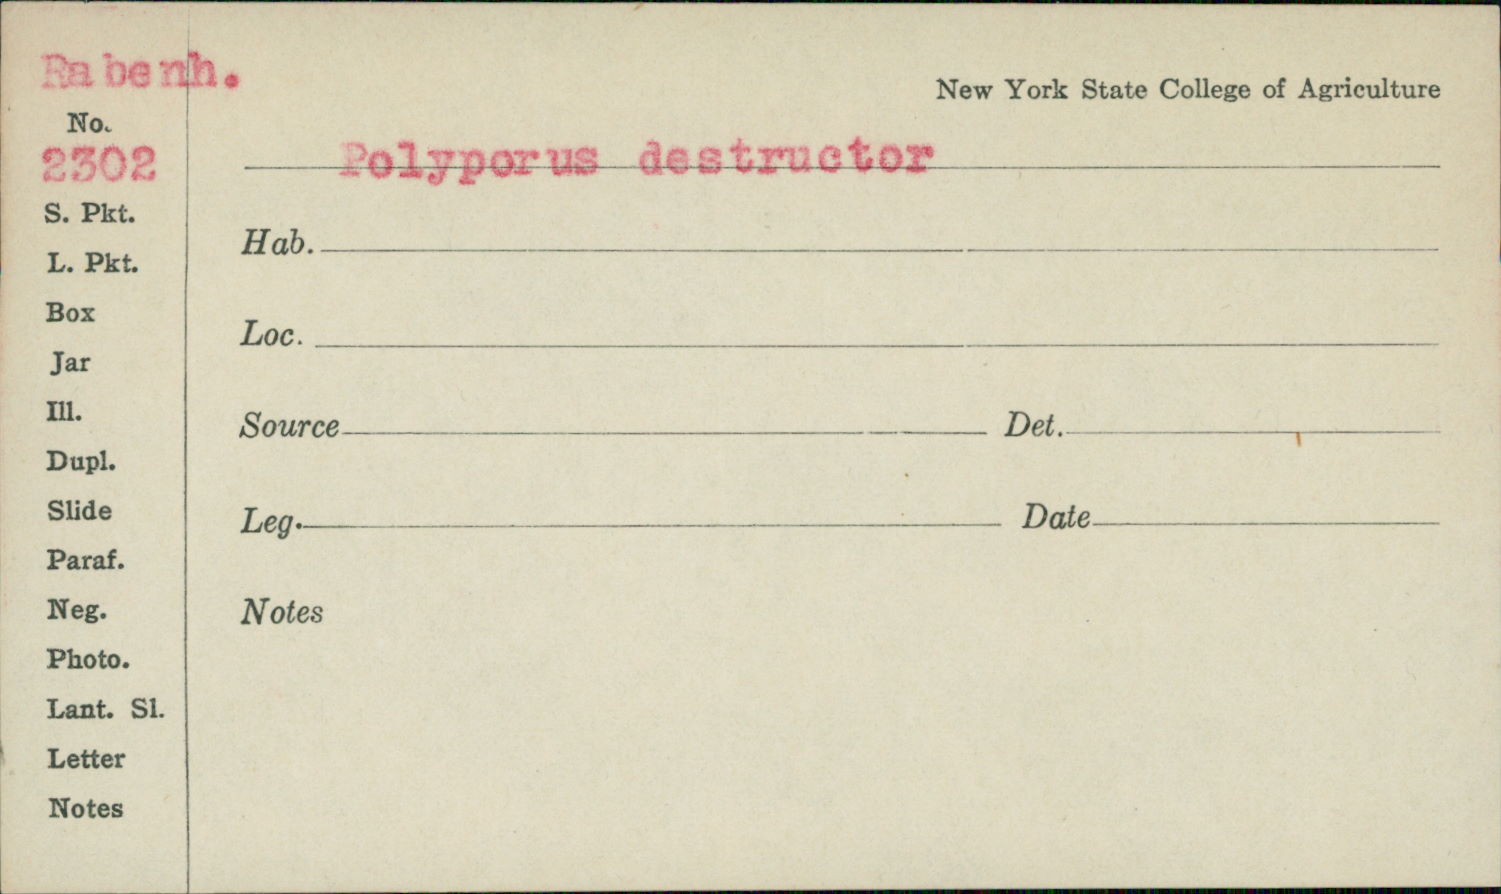 Rabenh.
New York State College of Agriculture
No.
2302
Polyporus destructor
S. Pkt.
Hab.
L. Pkt.
Box
Loc.
Jar
Ill.
Source Det.
Dupl.
Slide
Leg. Date
Paraf.
Neg.
Notes
Photo.
Lant. Sl.
Letter
Notes